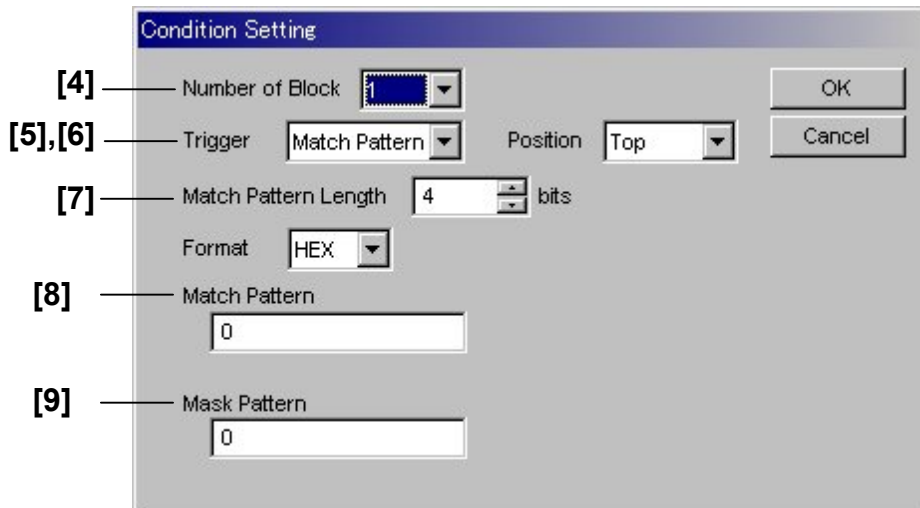 Condition Setting
[4] Number of Block 1 OK
[5],[6] Trigger Match Pattern Position Top Cancel
[7] Match Pattern Length 4 bits
Format HEX
[8] Match Pattern
0
[9] Mask Pattern
0